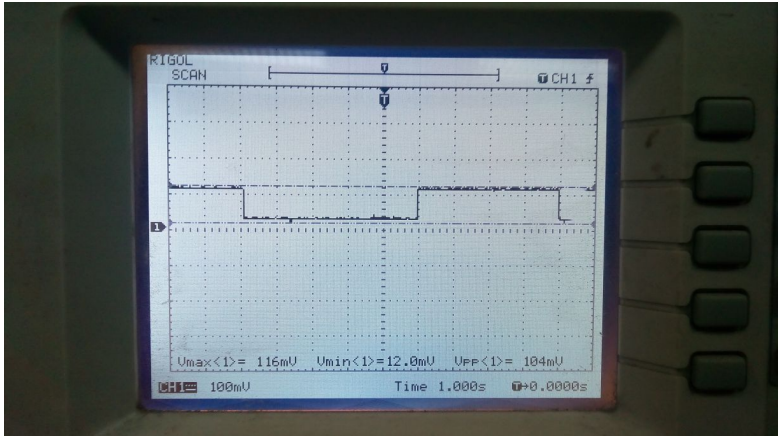 RIGOL
SCAN
T
T CH1
T
1
Vmax<1>= 116mV Vmin<1>=12.0mV VPP<1>= 104mV
CH1 100mV Time 1.000s T→0.0000s